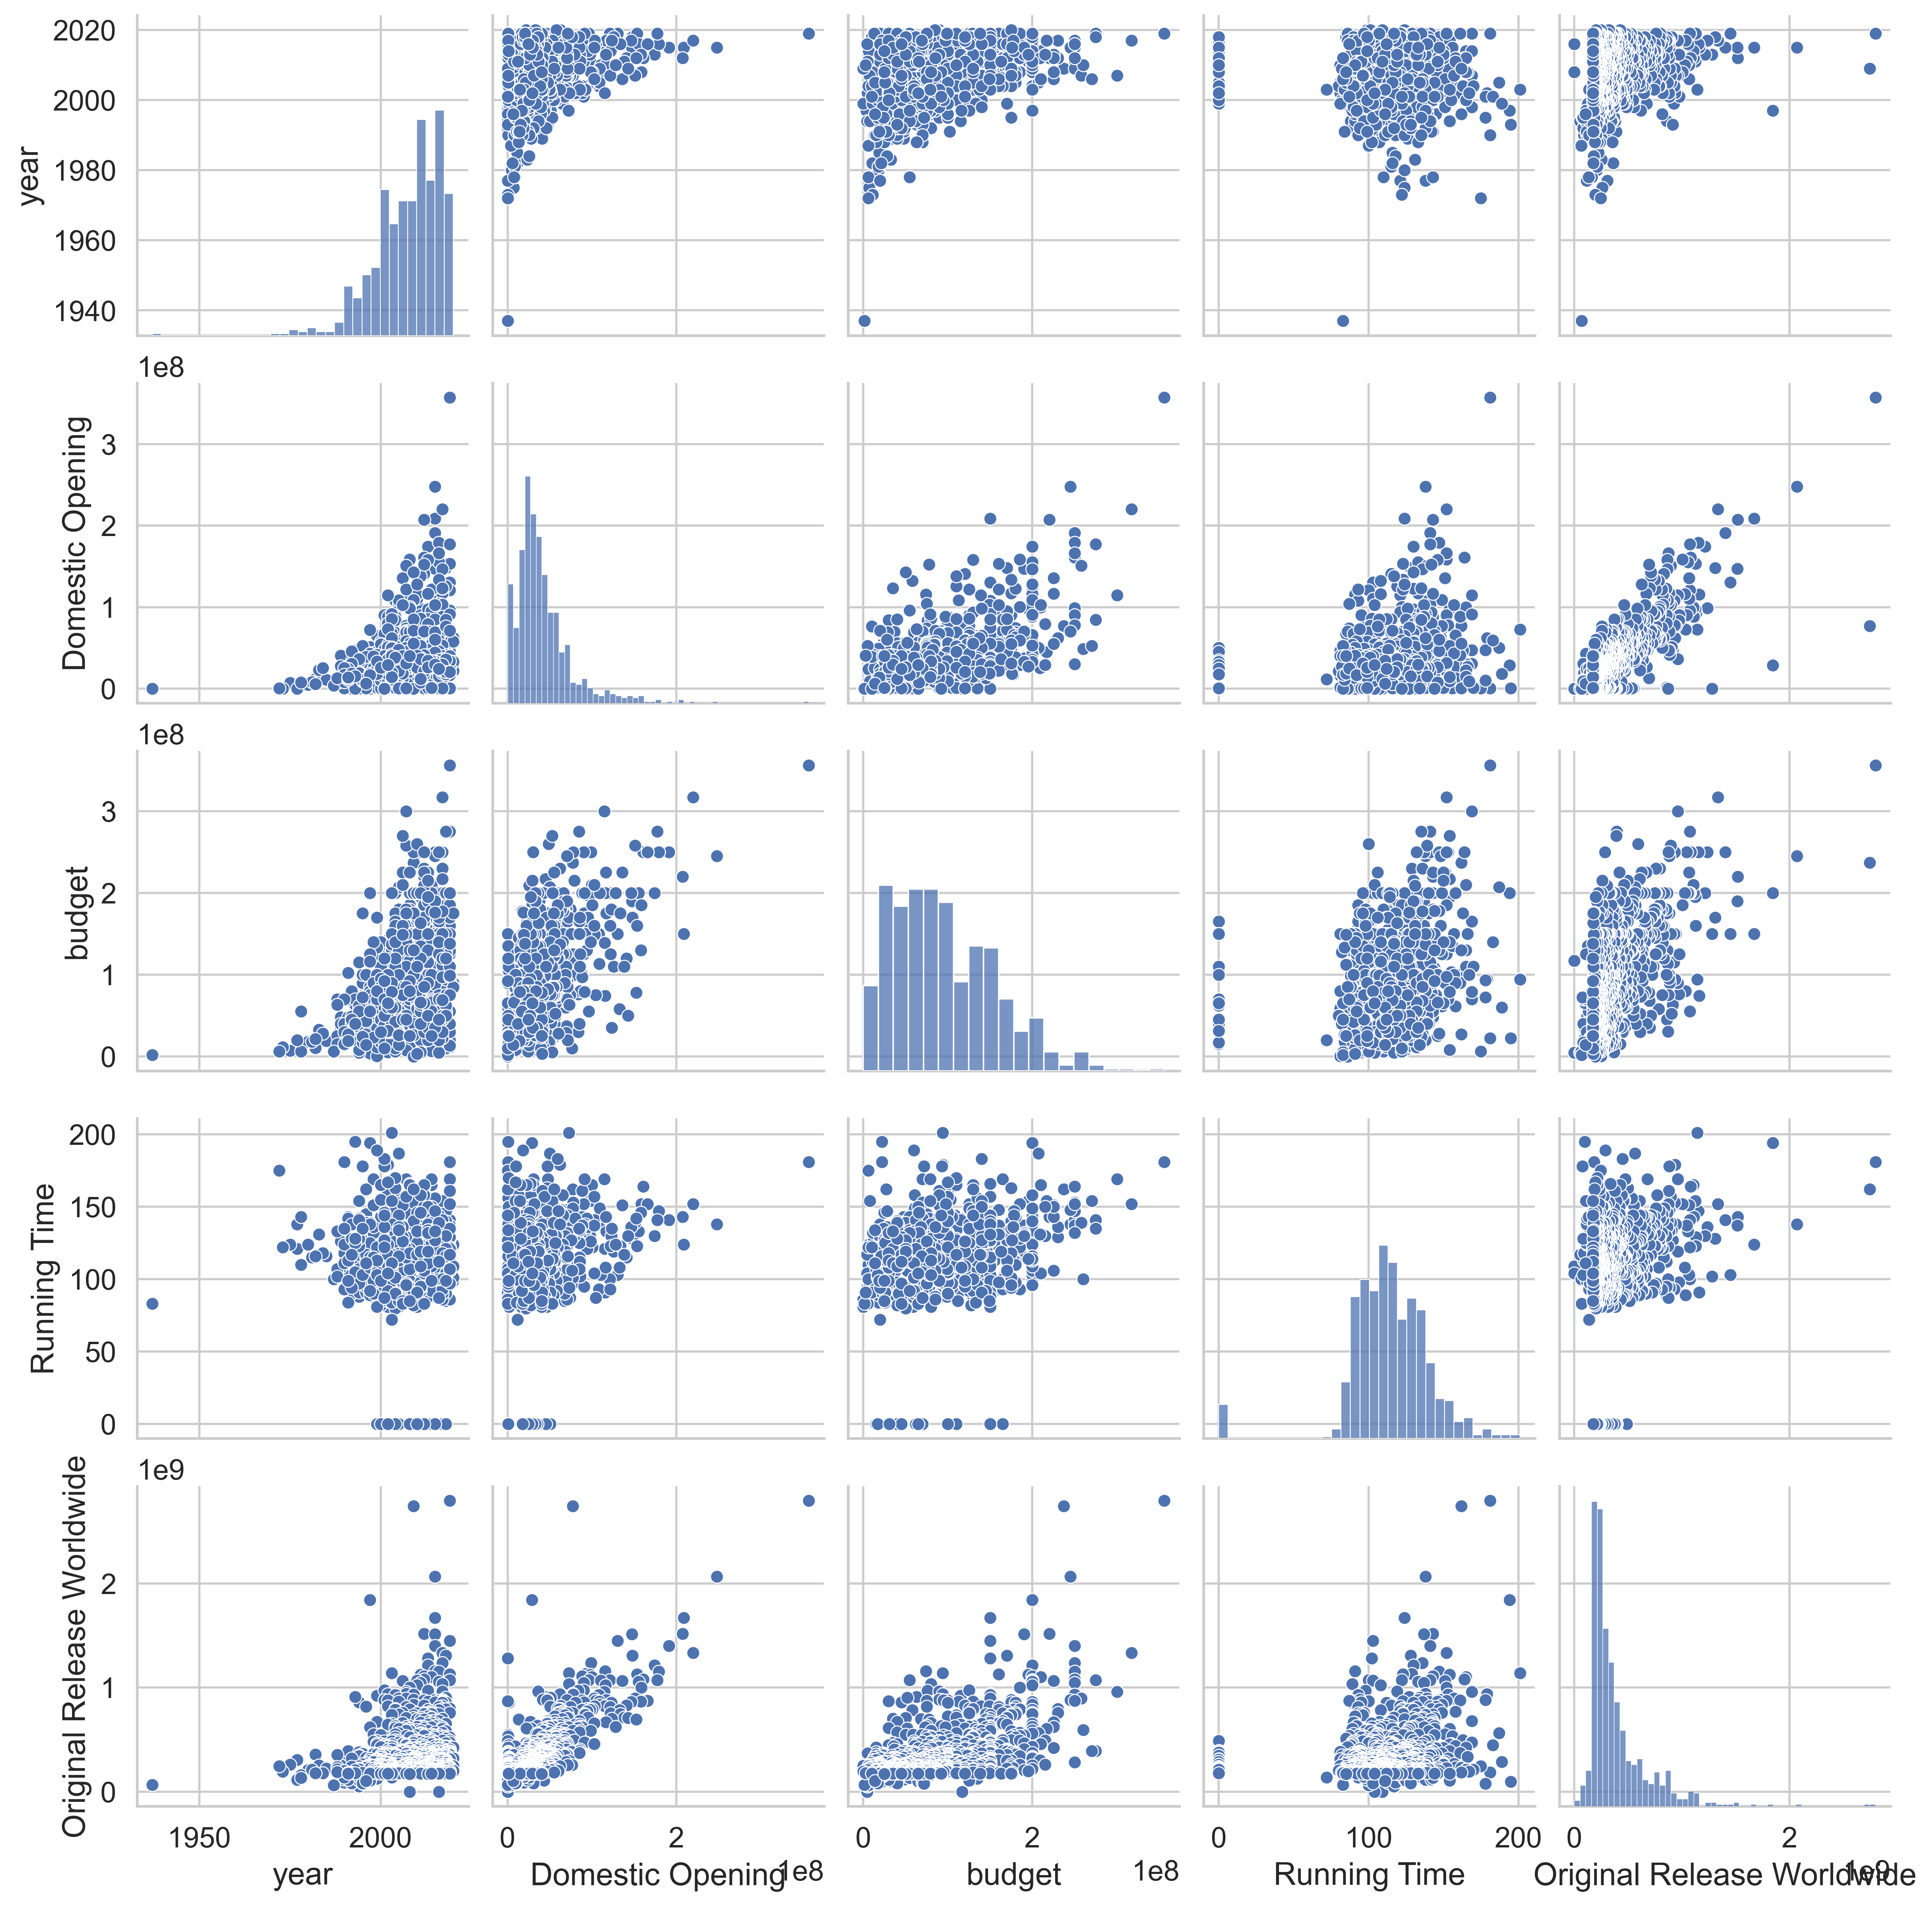 2020
2000
1980
1960
1940
year
1e8
3
2
1
0
Domestic Opening
1e8
3
2
1
0
budget
200
150
100
50
0
Running Time
1e9
2
1
0
Original Release Worldwide
1950 2000
year
0 2
Domestic Opening
1e8
0 2
budget
1e8
0 100 200
Running Time
0 2
Original Release Worldwide
1e9